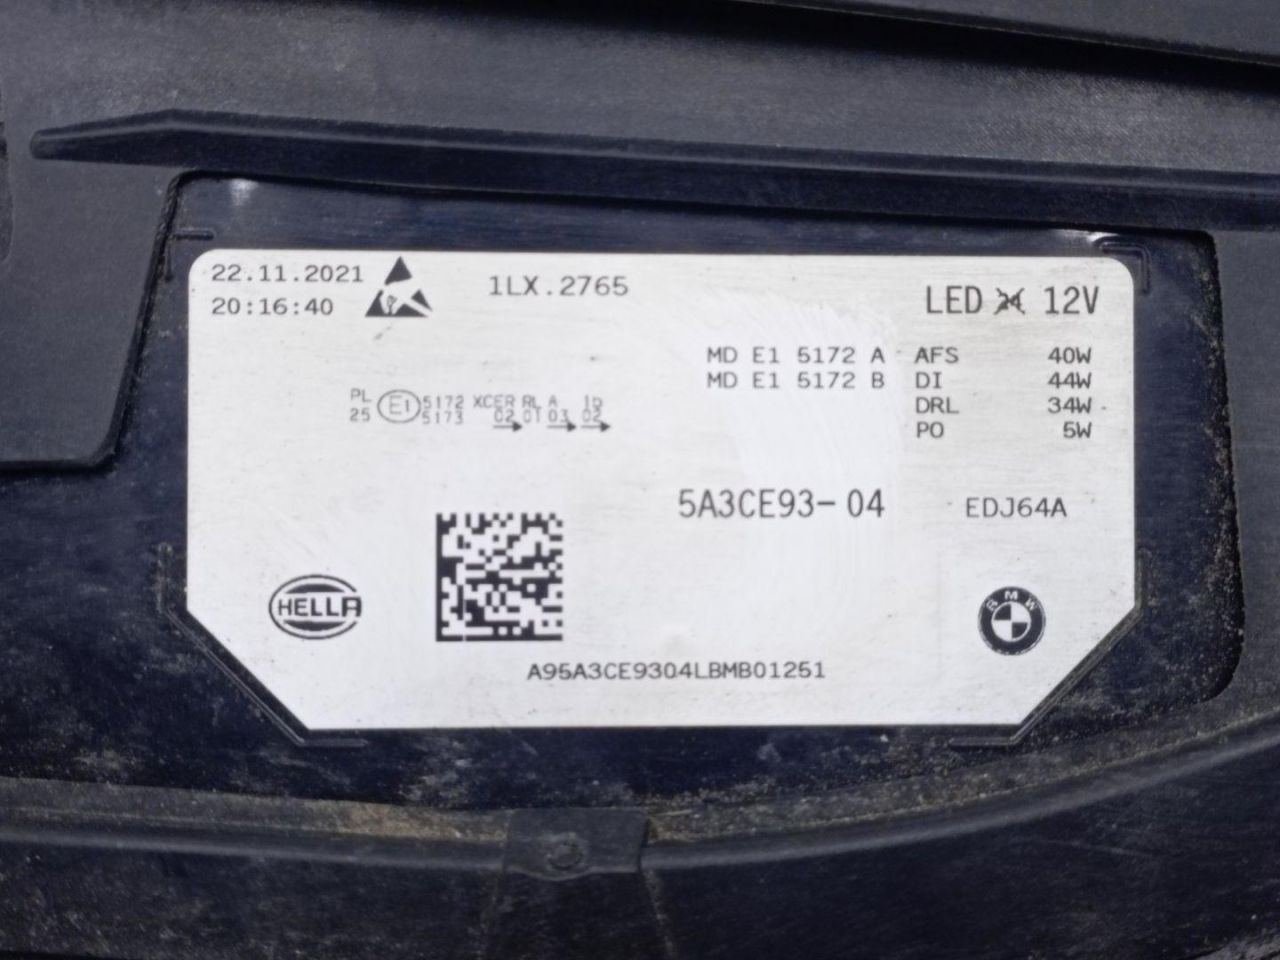 22.11.2021
20:16:40
1LX.2765
LED 24 12V
MD E1 5172 A AFS 40W
MD E1 5172 B DI 44W
DRL 34W
PO 5W
PL E1 5172 XCER RL A 1b
25 5173 02 01 03 02
5A3CE93-04 EDJ64A
HELLA
BMW
A95A3CE9304LBMB01251